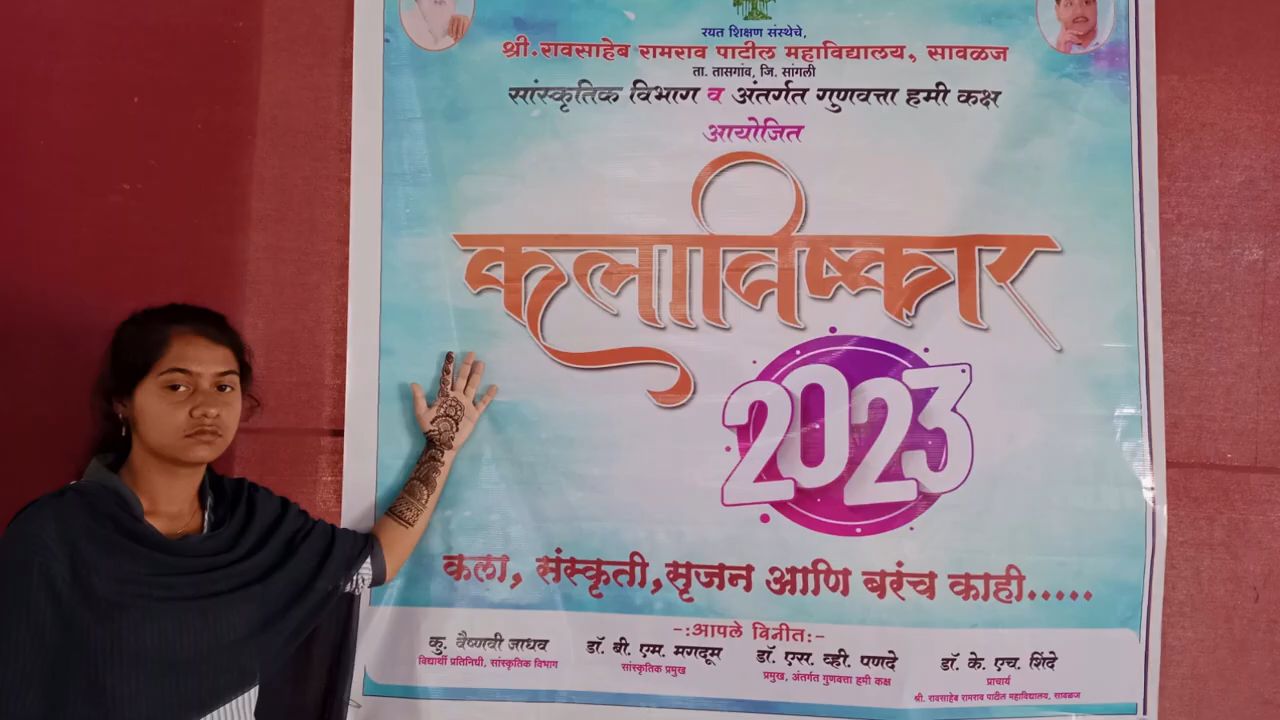 रयत शिक्षण संस्थेचे,
श्री.रावसाहेब रामराव पाटील महाविद्यालय, सावळज
ता. तासगांव, जि. सांगली
सांस्कृतिक विभाग व अंतर्गत गुणवत्ता हमी कक्ष
आयोजित
कलाविष्कार
2023
कला, संस्कृती,सृजन आणि बरंच काही.....
-:आपले विनीत:-
कु. वैष्णवी जाधव डॉ. बी. एम. मगदूम डॉ. एस. व्ही. पणदे डॉ. के. एच. शिंदे
विद्यार्थी प्रतिनिधी, सांस्कृतिक विभाग सांस्कृतिक प्रमुख प्रमुख, अंतर्गत गुणवत्ता हमी कक्ष प्राचार्य
श्री. रावसाहेब रामराव पाटील महाविद्यालय, सावळज